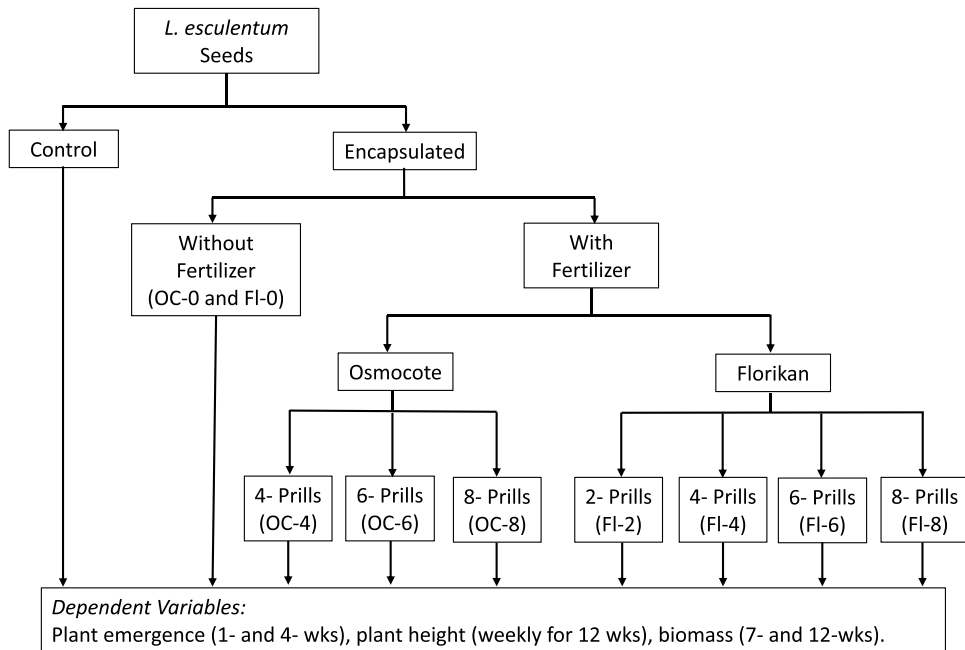 L. esculentum
Seeds
Control
Encapsulated
Without
Fertilizer
(OC-0 and Fl-0)
With
Fertilizer
Osmocote
Florikan
4- Prills
(OC-4)
6- Prills
(OC-6)
8- Prills
(OC-8)
2- Prills
(Fl-2)
4- Prills
(Fl-4)
6- Prills
(Fl-6)
8- Prills
(Fl-8)
Dependent Variables:
Plant emergence (1- and 4- wks), plant height (weekly for 12 wks), biomass (7- and 12-wks).